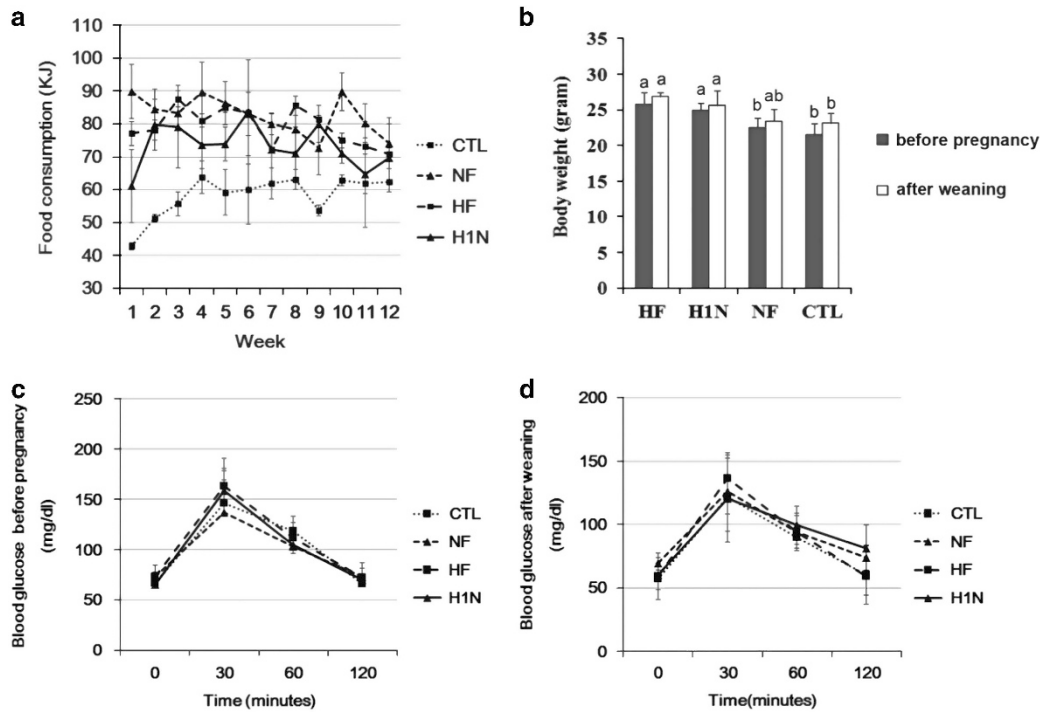 a
Food consumption (KJ)
110
100
90
80
70
60
50
40
30
1 2 3 4 5 6 7 8 9 10 11 12
Week
CTL
NF
HF
H1N
b
Body weight (gram)
35
30
25
20
15
10
5
0
a a a a b ab b b
HF H1N NF CTL
before pregnancy
after weaning
c
Blood glucose before pregnancy
(mg/dl)
250
200
150
100
50
0
0 30 60 120
Time (minutes)
CTL
NF
HF
H1N
d
Blood glucose after weaning
(mg/dl)
200
150
100
50
0
0 30 60 120
Time(minutes)
CTL
NF
HF
H1N